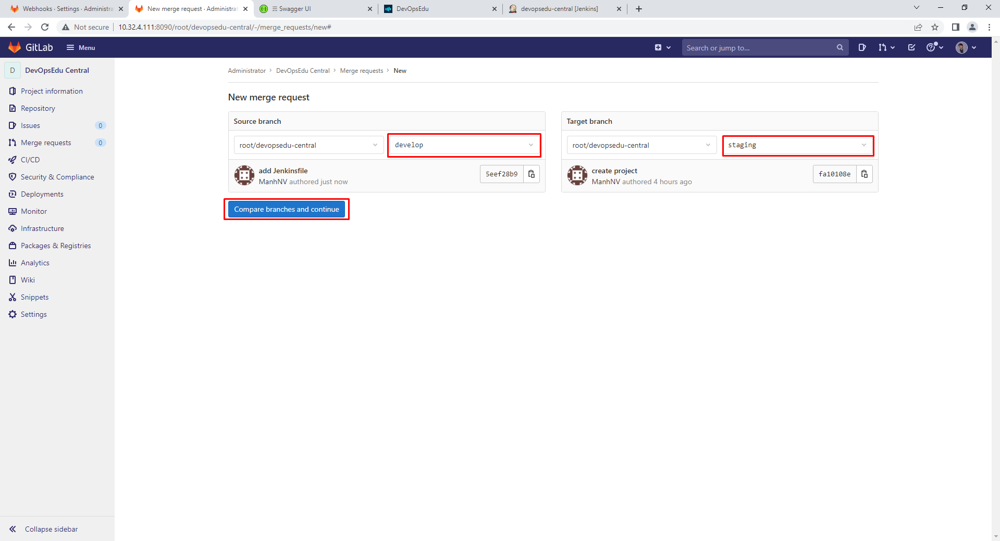 Webhooks · Settings · Administra
New merge request · Administrat
Swagger UI
DevOpsEdu
devopsedu-central [Jenkins]
Not secure
10.32.4.111:8090/root/devopsedu-central/-/merge_requests/new#
GitLab
Menu
Search or jump to...
D
DevOpsEdu Central
Project information
Repository
Issues 0
Merge requests 0
CI/CD
Security & Compliance
Deployments
Monitor
Infrastructure
Packages & Registries
Analytics
Wiki
Snippets
Settings
Collapse sidebar
Administrator › DevOpsEdu Central › Merge requests › New
New merge request
Source branch
root/devopsedu-central
develop
add Jenkinsfile
ManhNV authored just now
5eef28b9
Target branch
root/devopsedu-central
staging
create project
ManhNV authored 4 hours ago
fa10108e
Compare branches and continue